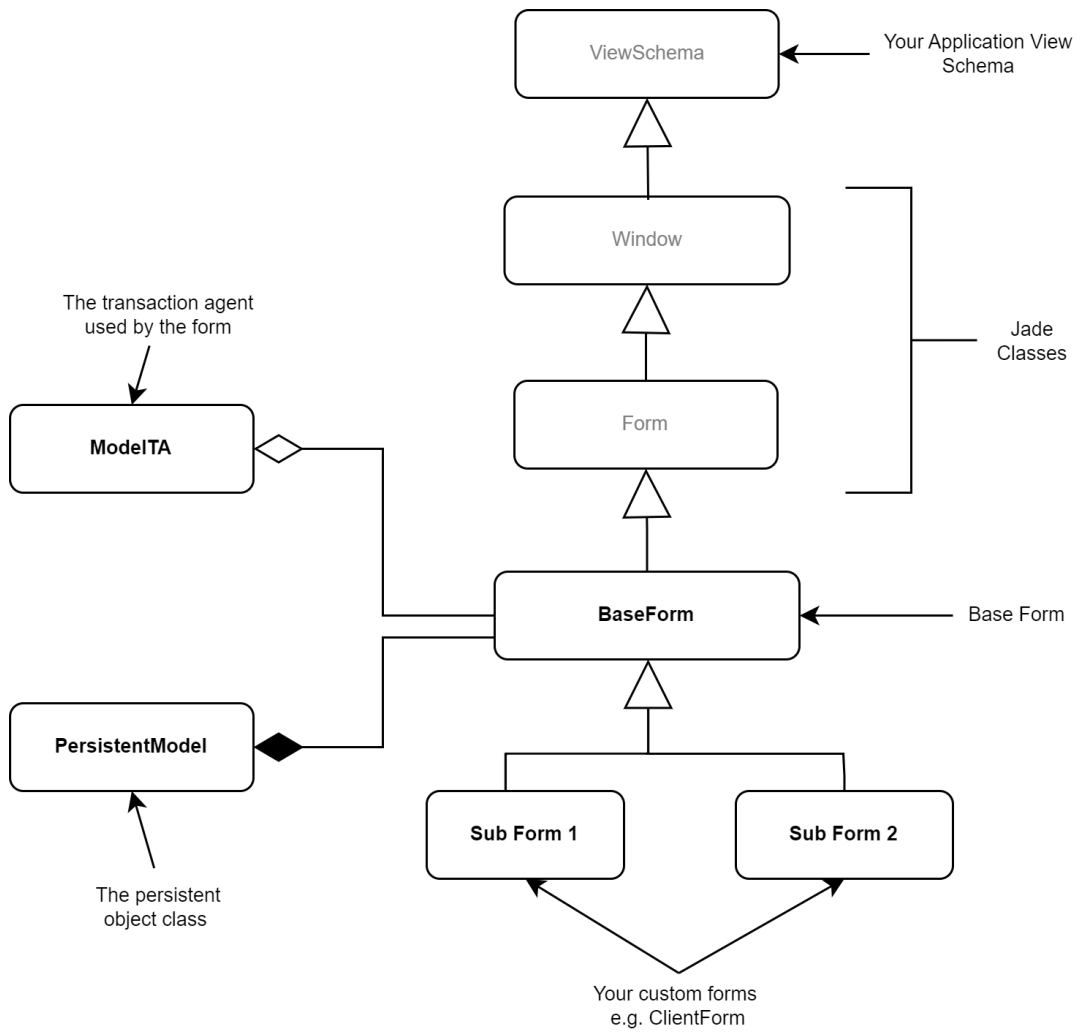 ViewSchema
Your Application View
Schema
Window
The transaction agent
used by the form
Jade
Classes
Form
ModelTA
BaseForm
Base Form
PersistentModel
Sub Form 1
Sub Form 2
The persistent
object class
Your custom forms
e.g. ClientForm